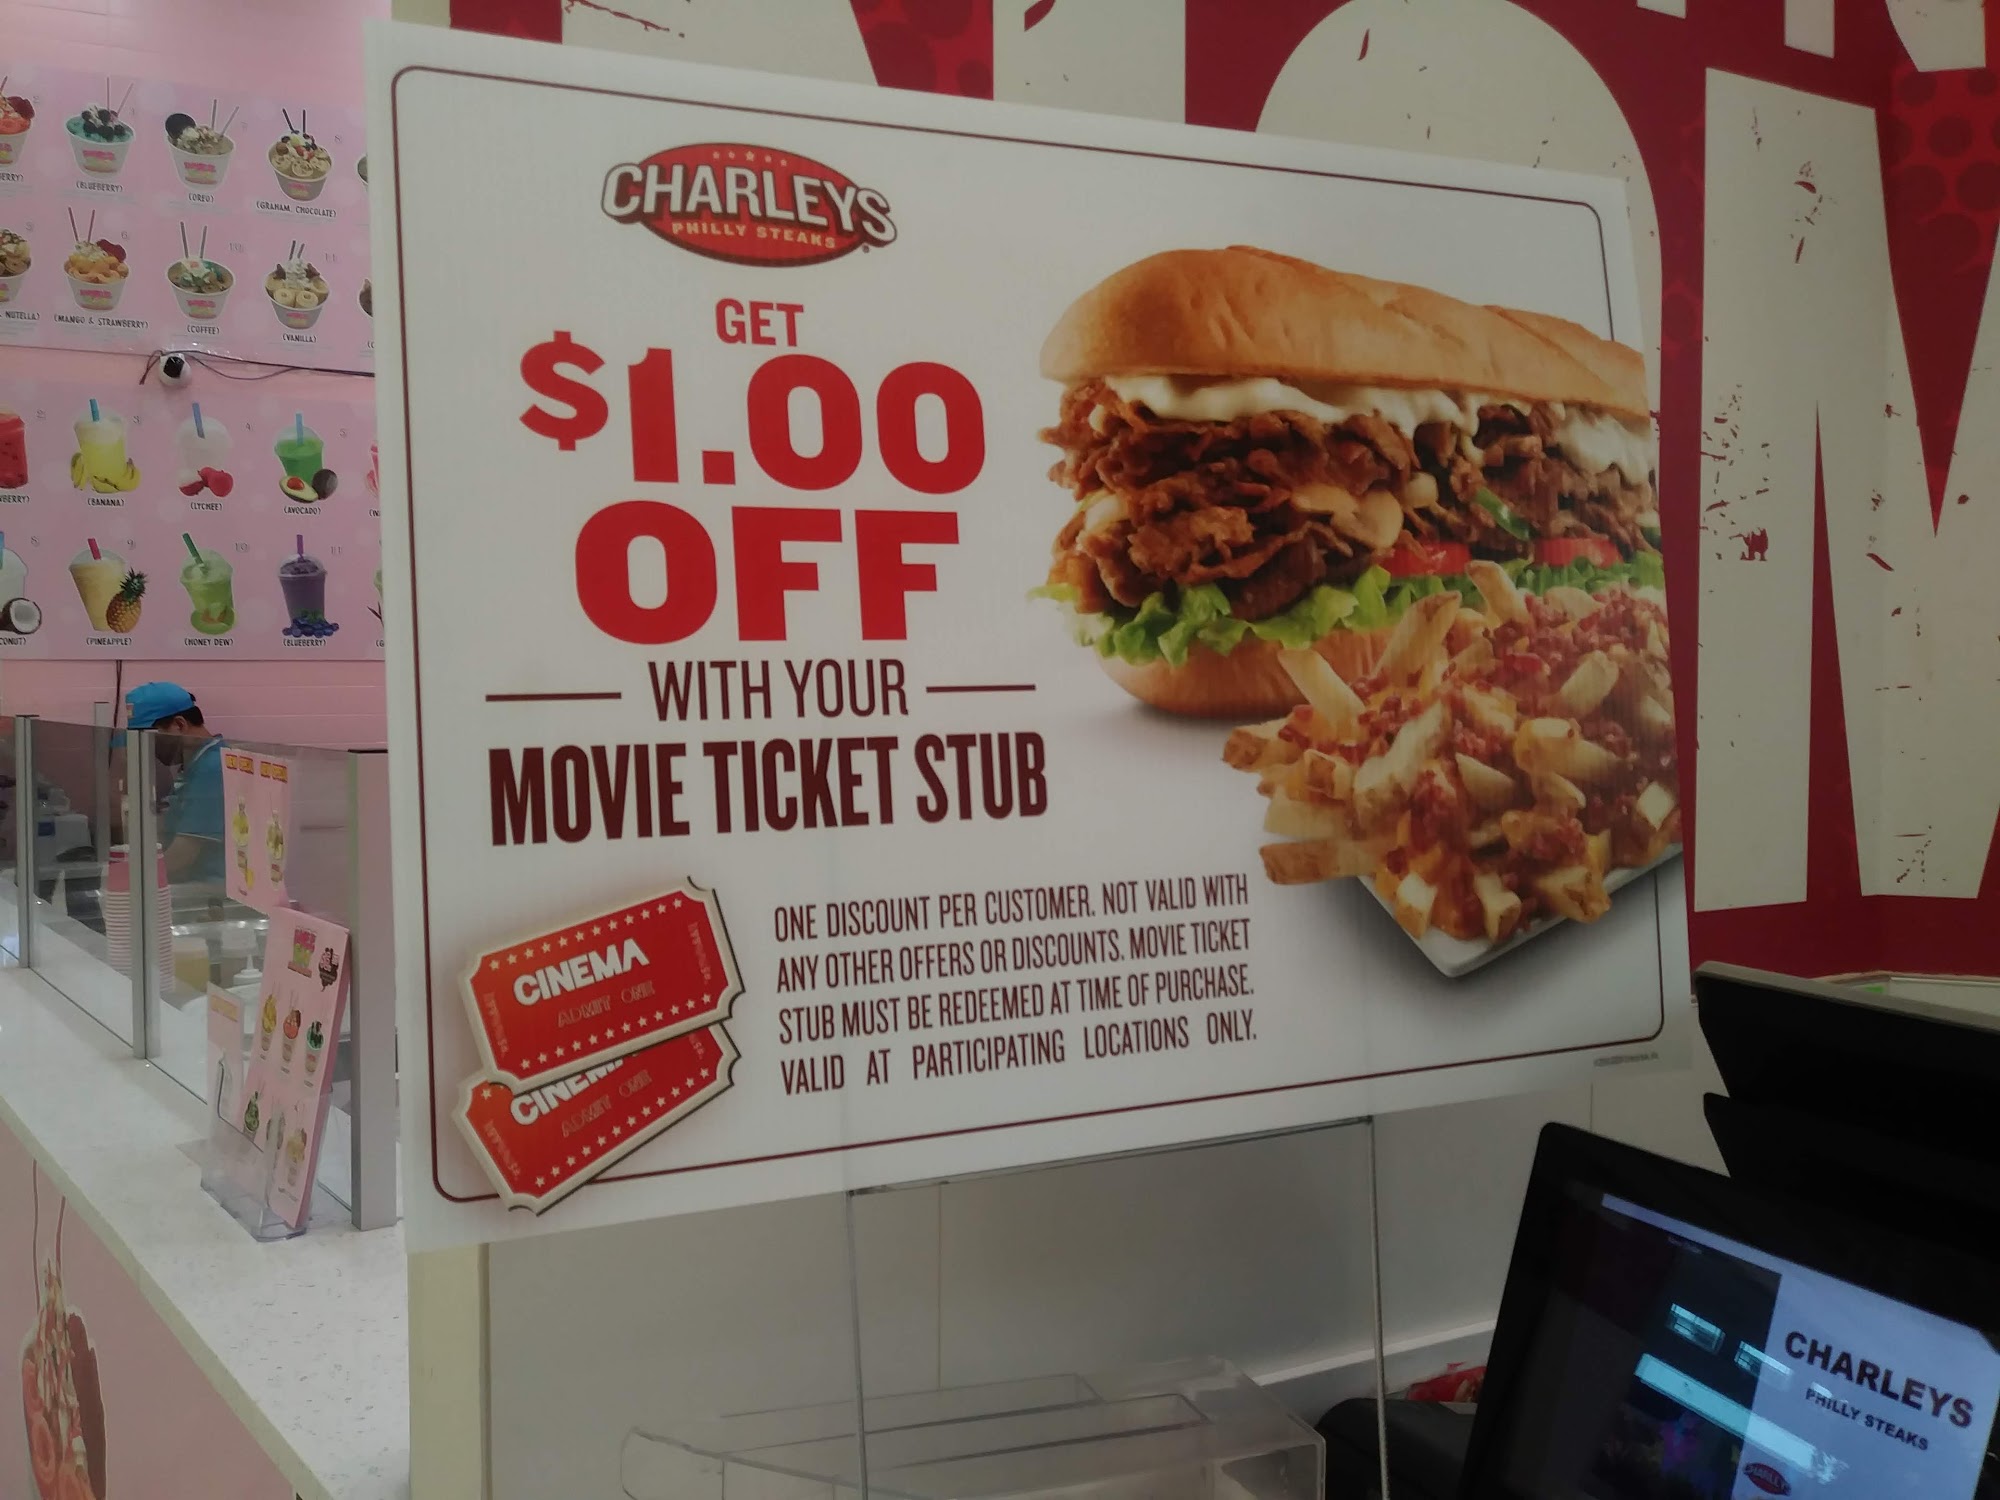 CHARLEYS
PHILLY STEAKS
GET
$1.00
OFF
WITH YOUR
MOVIE TICKET STUB
CINEMA
ADMIT ONE
CINEMA
ADMIT ONE
ONE DISCOUNT PER CUSTOMER. NOT VALID WITH
ANY OTHER OFFERS OR DISCOUNTS. MOVIE TICKET
STUB MUST BE REDEEMED AT TIME OF PURCHASE.
VALID AT PARTICIPATING LOCATIONS ONLY.
(BLUEBERRY)
(OREO)
(GRAHAM, CHOCOLATE)
NUTELLA)
(MANGO & STRAWBERRY)
(COFFEE)
(VANILLA)
(BANANA)
(LYCHEE)
(AVOCADO)
(PINEAPPLE)
(HONEY DEW)
(BLUEBERRY)
CHARLEYS
PHILLY STEAKS
CHARLEYS